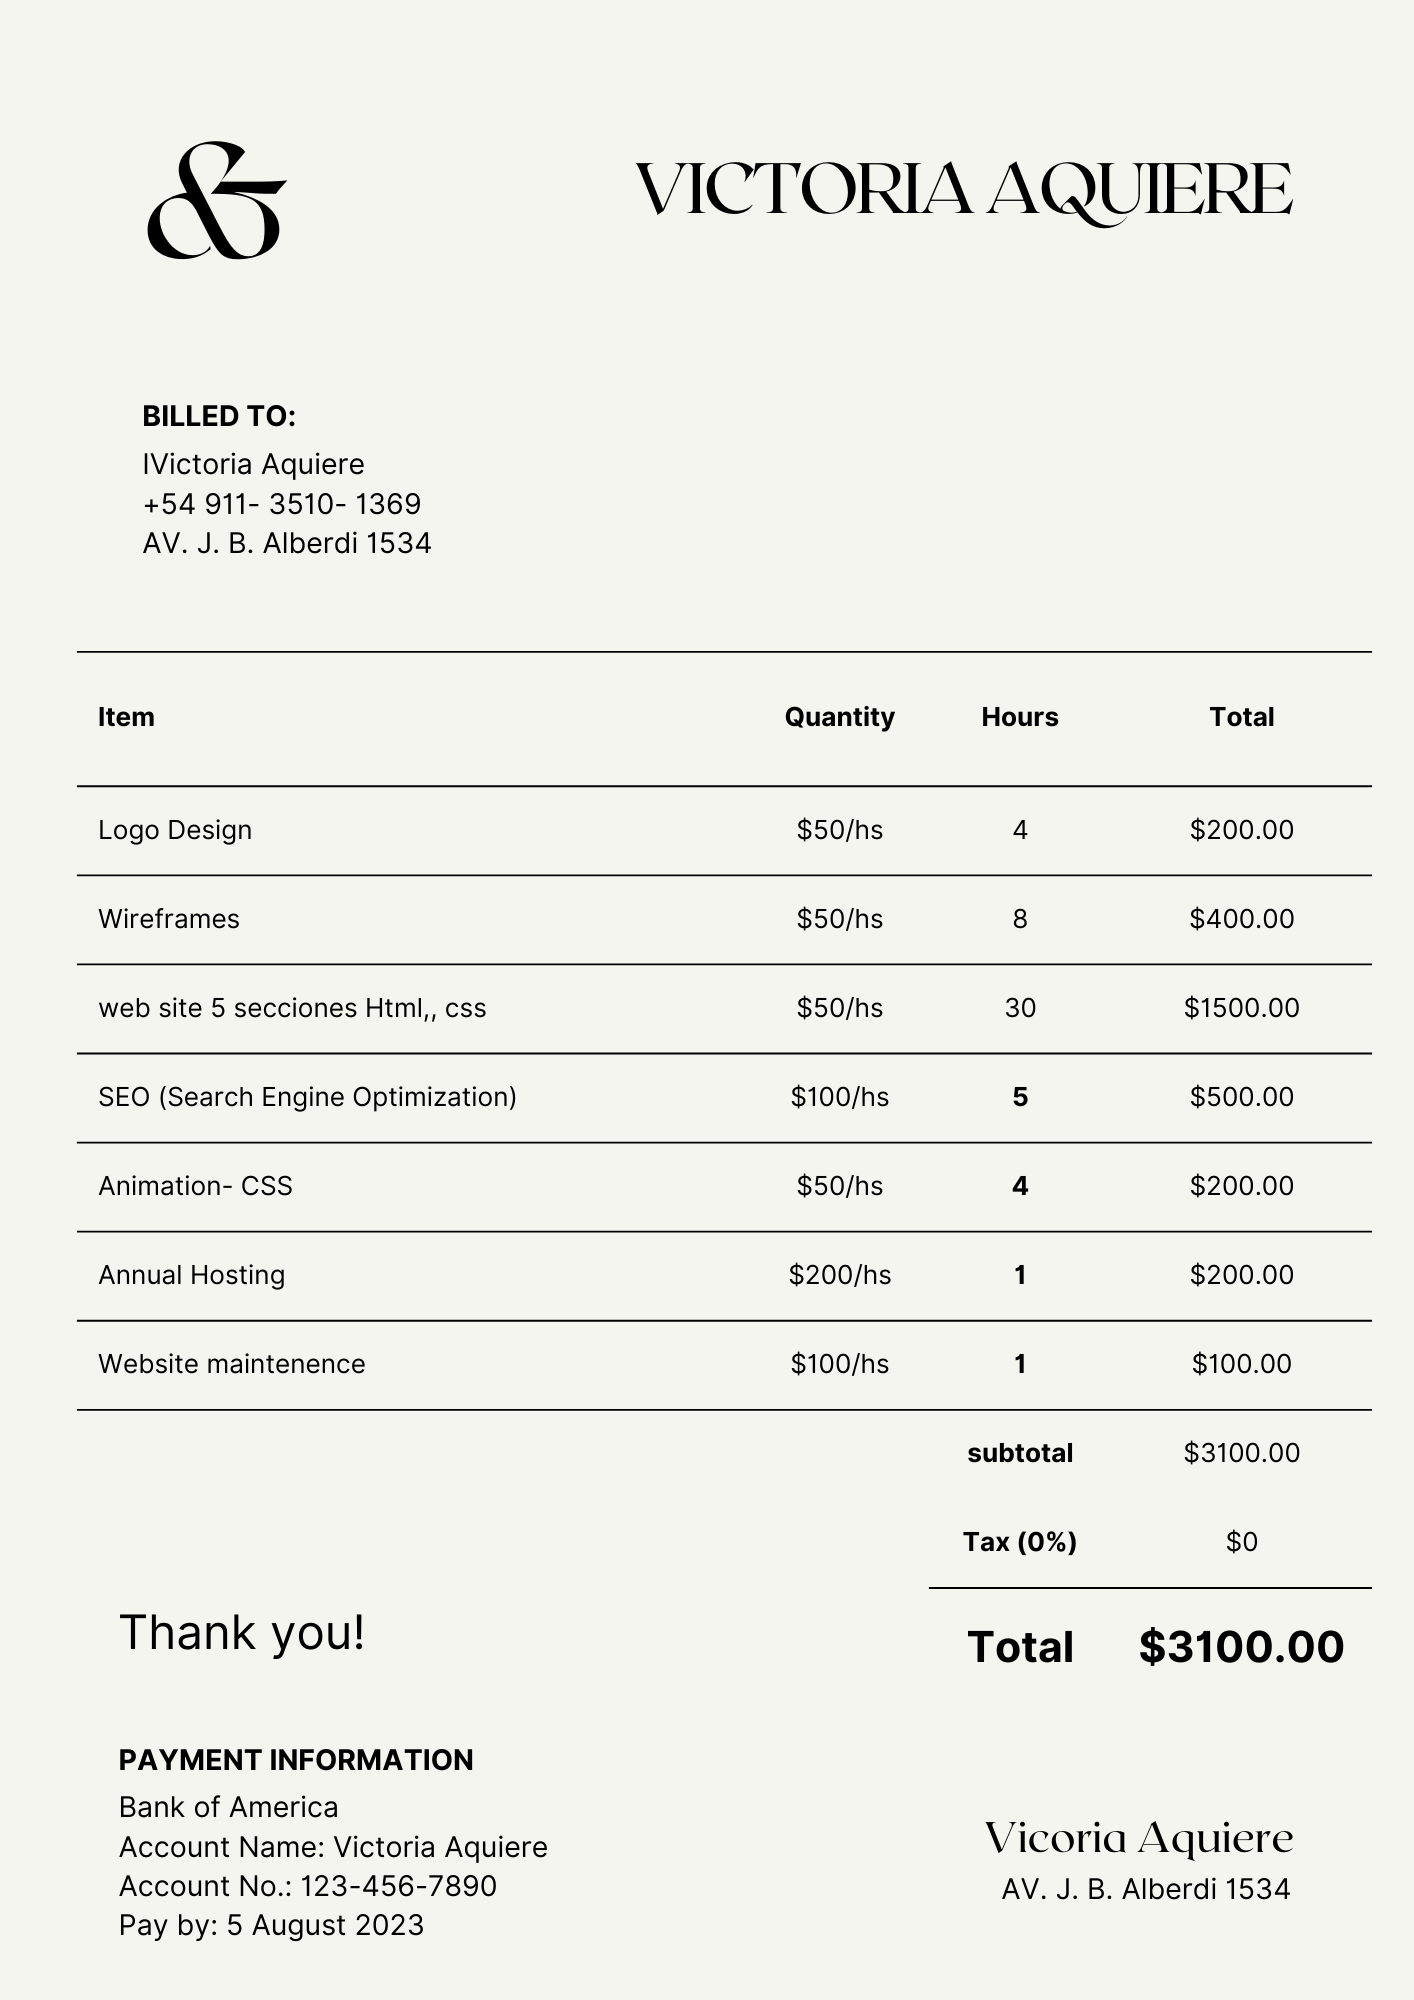 &
VICTORIA AQUIERE
BILLED TO:
IVictoria Aquiere
+54 911- 3510- 1369
AV. J. B. Alberdi 1534
Item Quantity Hours Total
Logo Design $50/hs 4 $200.00
Wireframes $50/hs 8 $400.00
web site 5 secciones Html,, css $50/hs 30 $1500.00
SEO (Search Engine Optimization) $100/hs 5 $500.00
Animation- CSS $50/hs 4 $200.00
Annual Hosting $200/hs 1 $200.00
Website maintenence $100/hs 1 $100.00
subtotal $3100.00
Tax (0%) $0
Thank you!
Total $3100.00
PAYMENT INFORMATION
Bank of America
Account Name: Victoria Aquiere
Account No.: 123-456-7890
Pay by: 5 August 2023
Vicoria Aquiere
AV. J. B. Alberdi 1534